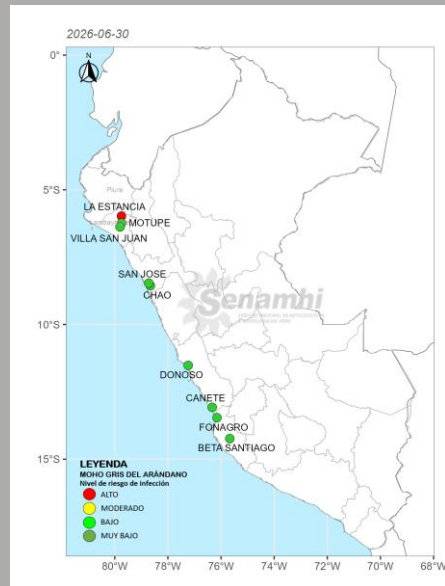 2026-06-30
N
0°
5°S
10°S
15°S
Piura
LA ESTANCIA
MOTUPE
VILLA SAN JUAN
SAN JOSE
CHAO
Senamhi
DONOSO
CANETE
FONAGRO
BETA SANTIAGO
LEYENDA
MOHO GRIS DEL ARÁNDANO
Nivel de riesgo de infección
ALTO
MODERADO
BAJO
MUY BAJO
80°W 78°W 76°W 74°W 72°W 70°W 68°W